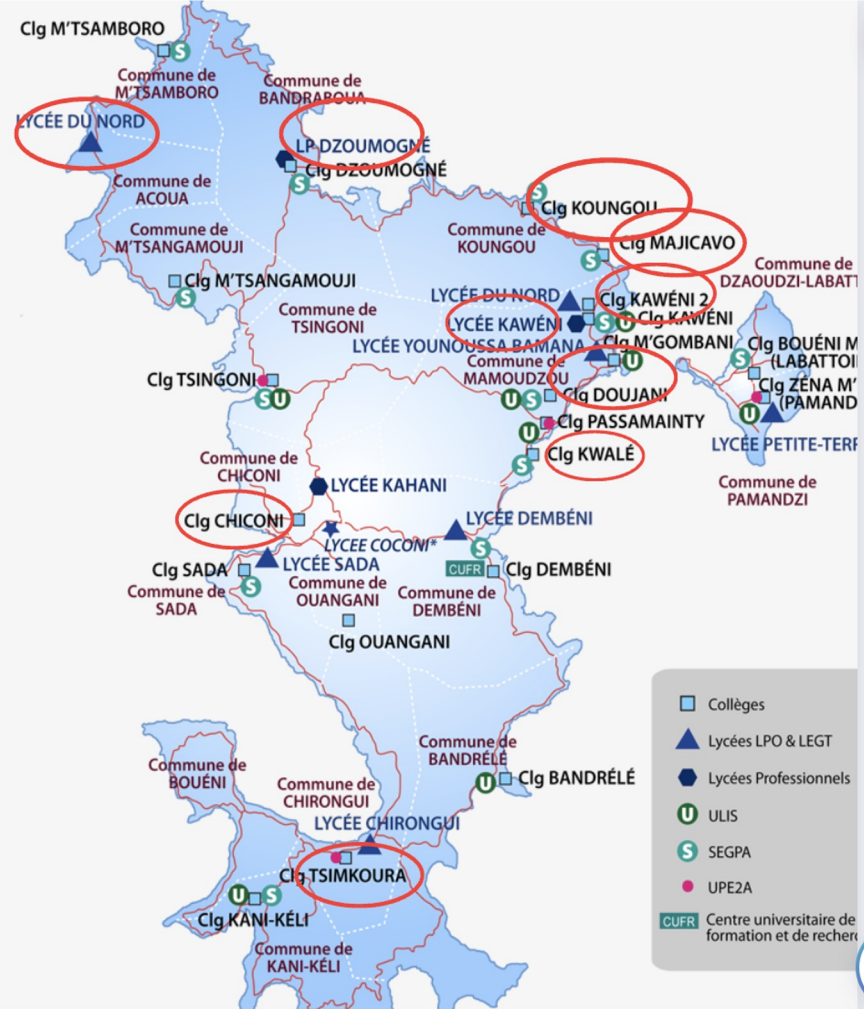 Clg M'TSAMBORO
S
Commune de
M'TSAMBORO
Commune de
BANDRABOUA
LYCÉE DU NORD
LP DZOUMOGNÉ
Clg DZOUMOGNÉ
S
Commune de
ACOUA
S
Clg KOUNGOU
Commune de
M'TSANGAMOUJI
Commune de
KOUNGOU
Clg MAJICAVO
S
Commune de
DZAOUDZI-LABATT
Clg M'TSANGAMOUJI
S
LYCÉE DU NORD
Clg KAWÉNI 2
Commune de
TSINGONI
LYCÉE KAWÉNI
S
U
Clg KAWÉNI
LYCÉE YOUNOUSSA BAMANA
Clg M'GOMBANI
U
Clg BOUÉNI M
(LABATTOI
S
Commune de
MAMOUDZOU
Clg TSINGONI
S
U
U
S
Clg DOUJANI
Clg ZÉNA M'
(PAMAND
U
Clg PASSAMAINTY
U
LYCÉE PETITE-TERR
Clg KWALÉ
S
Commune de
CHICONI
LYCÉE KAHANI
Commune de
PAMANDZI
Clg CHICONI
LYCÉE DEMBÉNI
LYCEE COCONI*
S
LYCÉE SADA
Clg SADA
S
CUFR
Clg DEMBÉNI
Commune de
SADA
Commune de
OUANGANI
Commune de
DEMBÉNI
Clg OUANGANI
Commune de
BOUÉNI
Commune de
BANDRÉLÉ
U
Clg BANDRÉLÉ
Commune de
CHIRONGUI
LYCÉE CHIRONGUI
Clg TSIMKOURA
U
S
Clg KANI-KÉLI
Commune de
KANI-KÉLI
Collèges
Lycées LPO & LEGT
Lycées Professionnels
U ULIS
S SEGPA
UPE2A
CUFR Centre universitaire de
formation et de recher